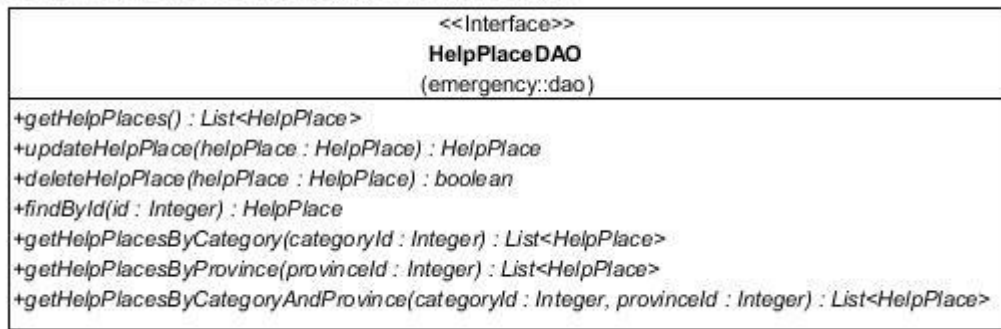 <<Interface>>
HelpPlaceDAO
(emergency::dao)
+getHelpPlaces() : List<HelpPlace>
+updateHelpPlace(helpPlace : HelpPlace) : HelpPlace
+deleteHelpPlace(helpPlace : HelpPlace) : boolean
+findById(id : Integer) : HelpPlace
+getHelpPlacesByCategory(categoryId : Integer) : List<HelpPlace>
+getHelpPlacesByProvince(provinceId : Integer) : List<HelpPlace>
+getHelpPlacesByCategoryAndProvince(categoryId : Integer, provinceId : Integer) : List<HelpPlace>